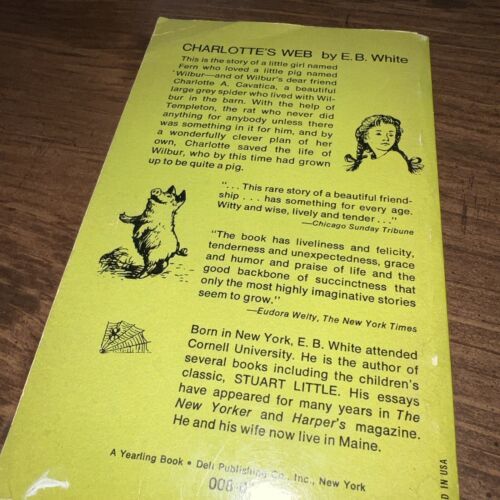 CHARLOTTE'S WEB by E. B. White
This is the story of a little girl named
Fern who loved a little pig named
Wilbur—and of Wilbur's dear friend
Charlotte A. Cavatica, a beautiful
large grey spider who lived with Wil-
bur in the barn. With the help of
Templeton, the rat who never did
anything for anybody unless there
was something in it for him, and by
a wonderfully clever plan of her
own, Charlotte saved the life of
Wilbur, who by this time had grown
up to be quite a pig.
". . . This rare story of a beautiful friend-
ship . . . has something for every age.
Witty and wise, lively and tender . . ."
—Chicago Sunday Tribune
"The book has liveliness and felicity,
tenderness and unexpectedness, grace
and humor and praise of life and the
good backbone of succinctness that
only the most highly imaginative stories
seem to grow."
—Eudora Welty, The New York Times
Born in New York, E. B. White attended
Cornell University. He is the author of
several books including the children's
classic, STUART LITTLE. His essays
have appeared for many years in The
New Yorker and Harper's magazine.
He and his wife now live in Maine.
A Yearling Book • Dell Publishing Co., Inc., New York
D IN USA